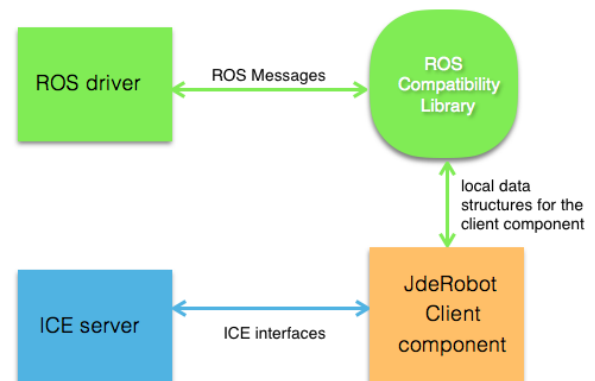 ROS driver
ROS Messages
ROS
Compatibility
Library
local data
structures for the
client component
ICE server
ICE interfaces
JdeRobot
Client
component